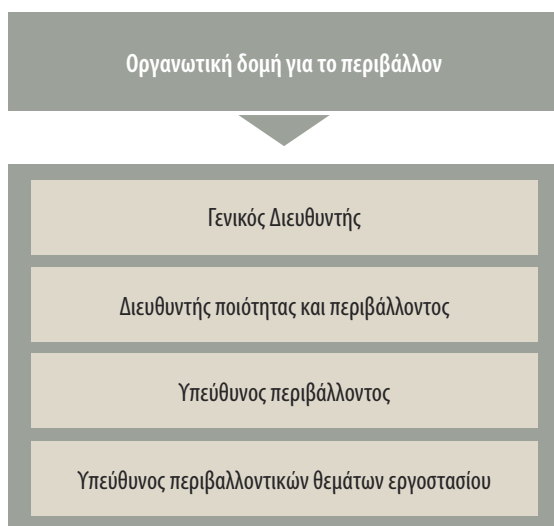 Οργανωτική δομή για το περιβάλλον
Γενικός Διευθυντής
Διευθυντής ποιότητας και περιβάλλοντος
Υπεύθυνος περιβάλλοντος
Υπεύθυνος περιβαλλοντικών θεμάτων εργοστασίου